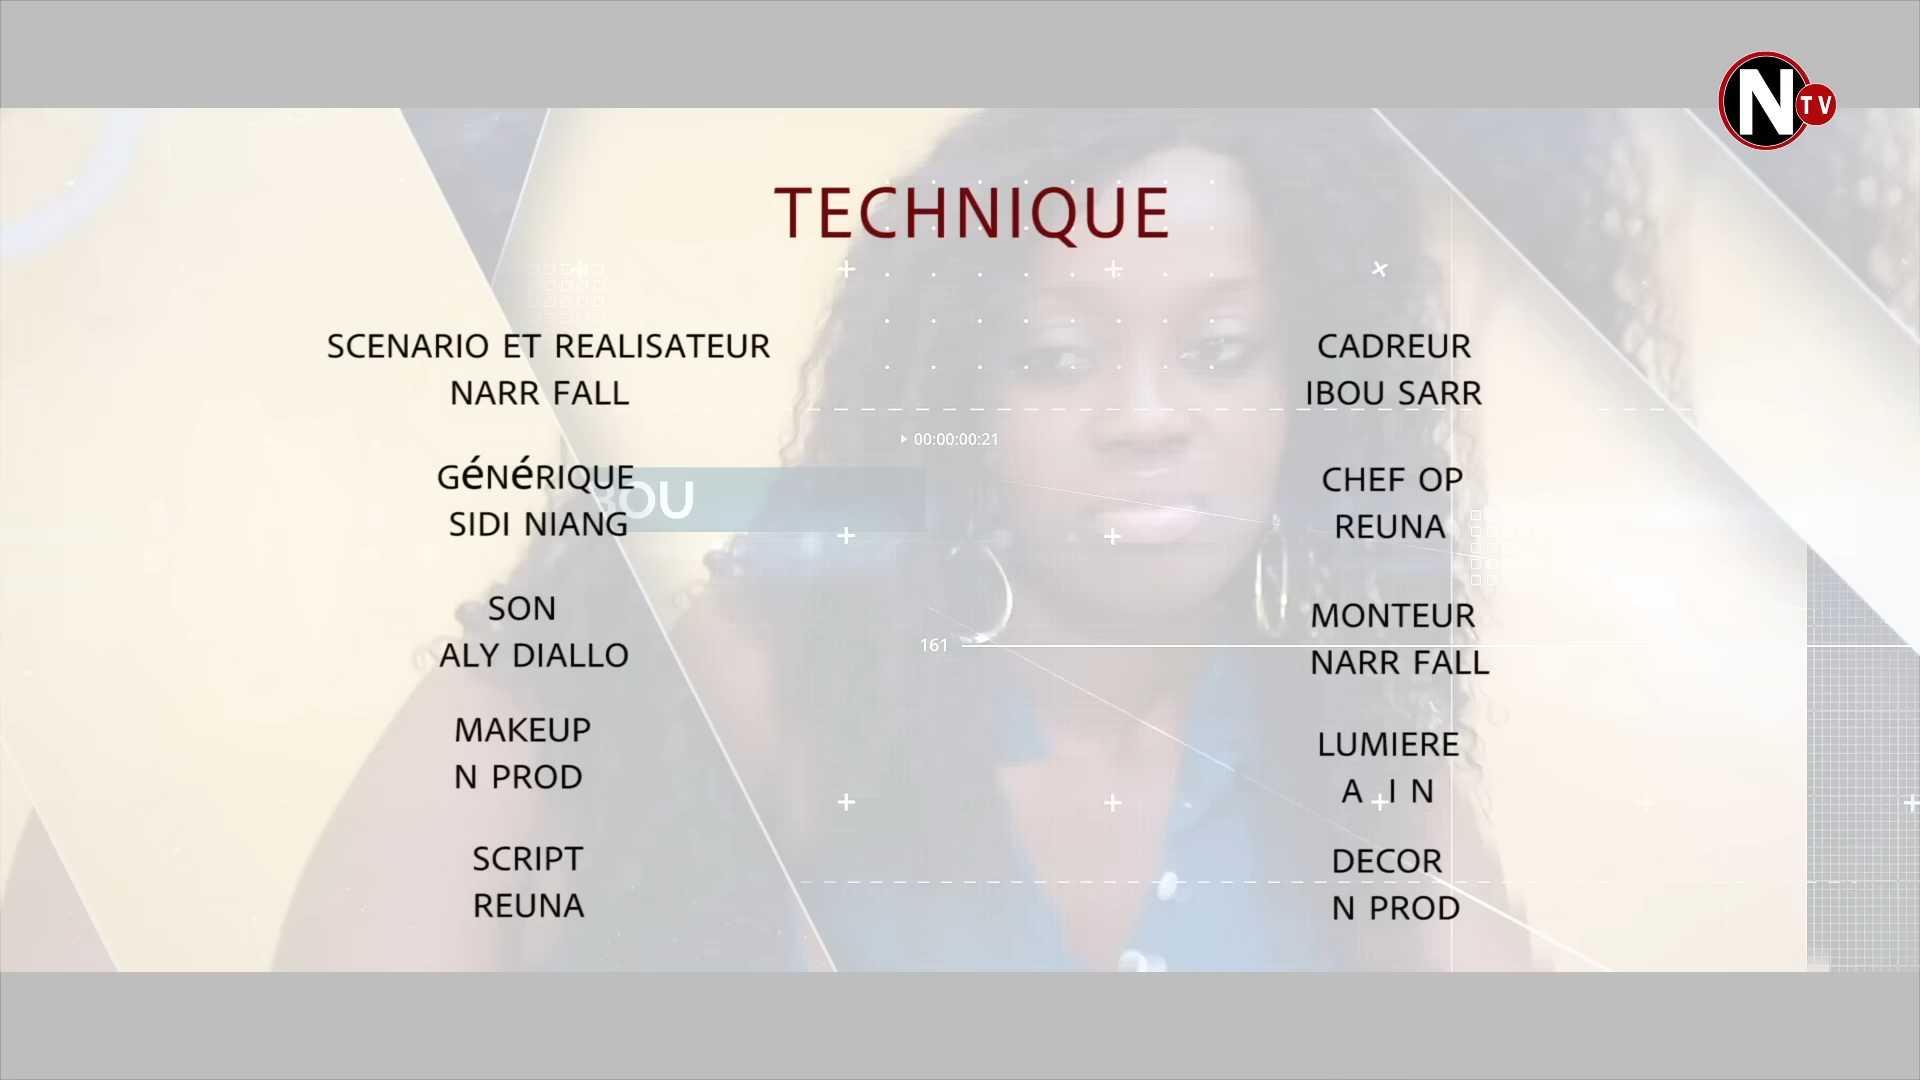 N TV
TECHNIQUE
SCENARIO ET REALISATEUR
NARR FALL
GéNéRIQUE
SIDI NIANG
SON
ALY DIALLO
MAKEUP
N PROD
SCRIPT
REUNA
CADREUR
IBOU SARR
CHEF OP
REUNA
MONTEUR
NARR FALL
LUMIERE
A I N
DECOR
N PROD
00:00:00:21
BOU
161